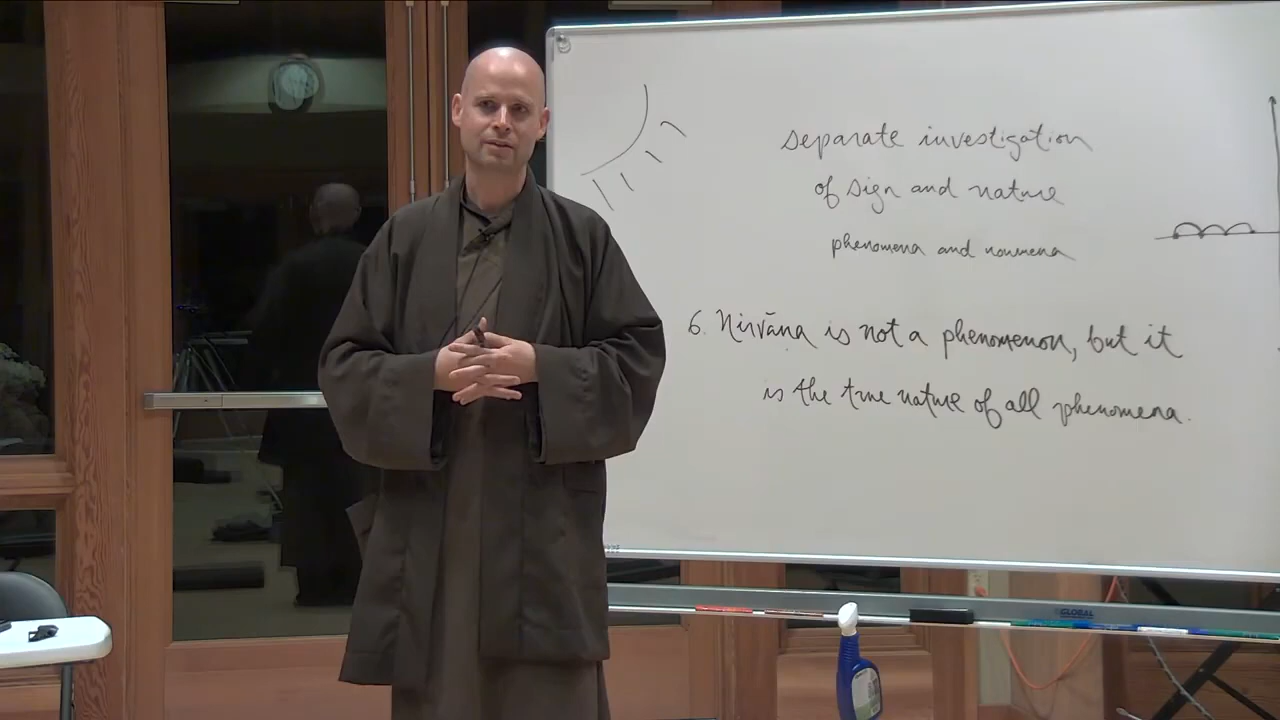 separate investigation
of sign and nature
phenomena and noumena
6. Nirvāna is not a phenomenon, but it
is the true nature of all phenomena.
GLOBAL